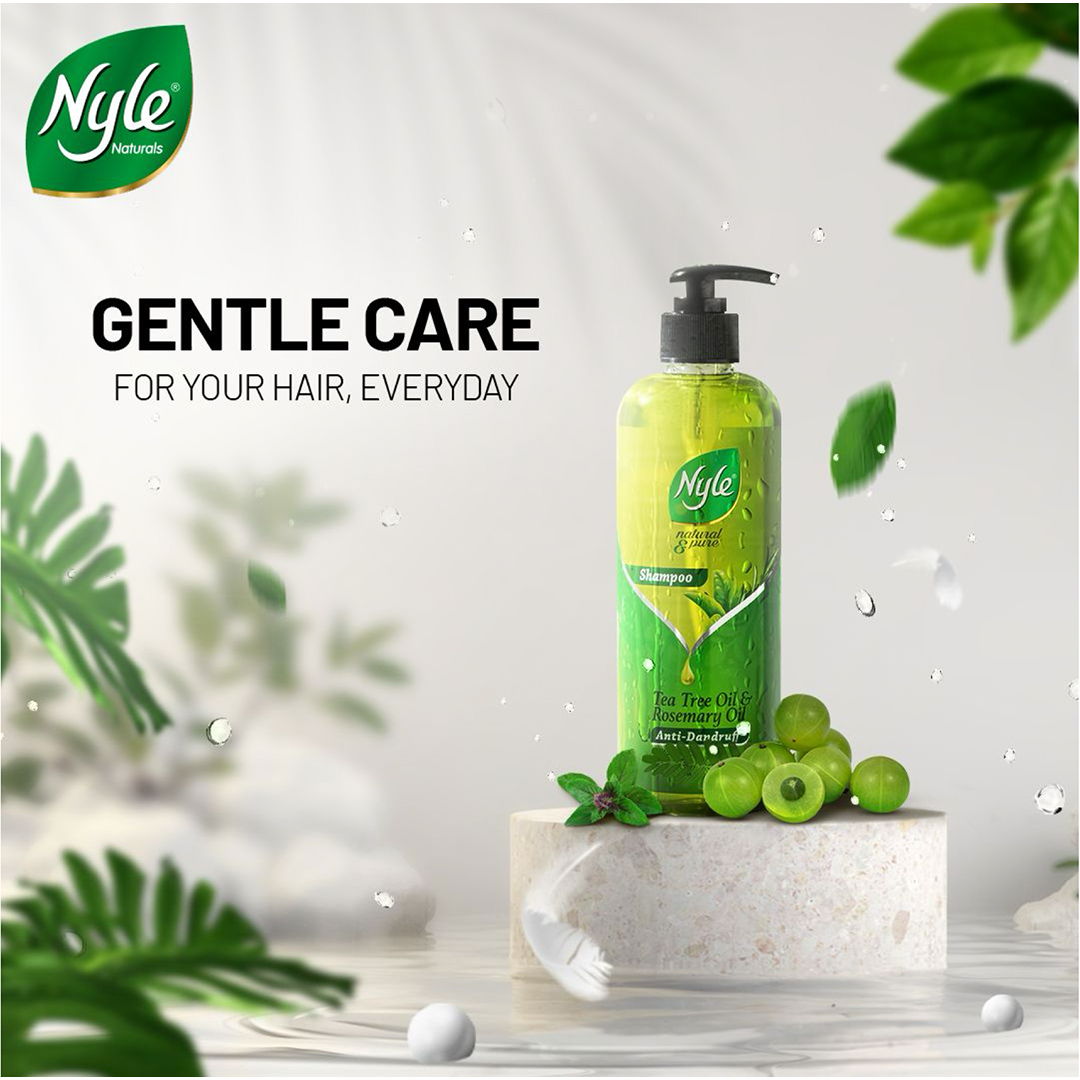 Nyle®
Naturals
GENTLE CARE
FOR YOUR HAIR, EVERYDAY
Nyle®
natural
& pure
Shampoo
Tea Tree Oil &
Rosemary Oil
Anti-Dandruff